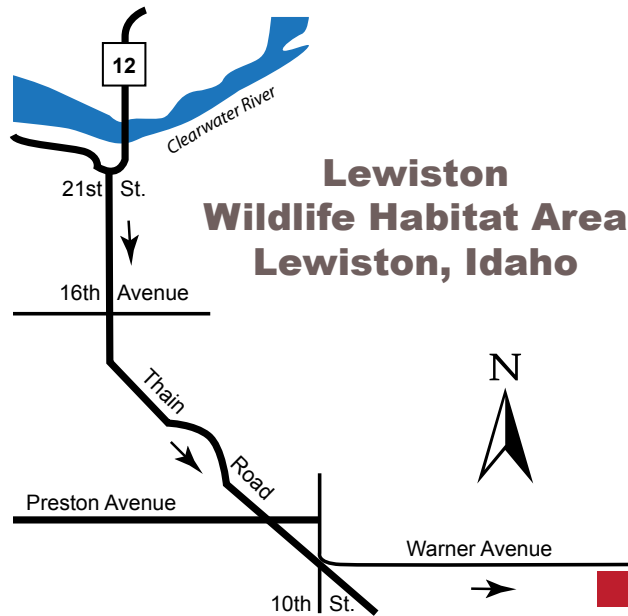 12
Clearwater River
21st St.
Lewiston
Wildlife Habitat Area
Lewiston, Idaho
16th Avenue
N
Thain
Road
Preston Avenue
Warner Avenue
10th St.